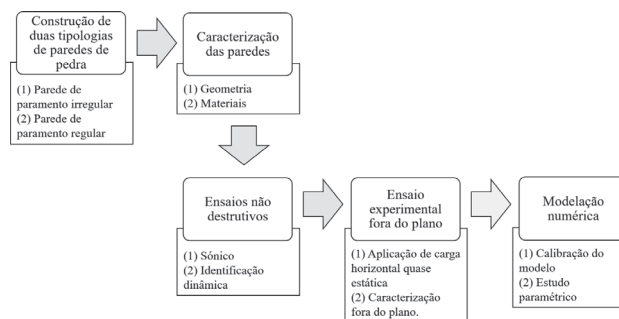 Construção de
duas tipologias
de paredes de
pedra
(1) Parede de
paramento irregular
(2) Parede de
paramento regular
Caracterização
das paredes
(1) Geometria
(2) Materiais
Ensaios não
destrutivos
(1) Sónico
(2) Identificação
dinâmica
Ensaio
experimental
fora do plano
(1) Aplicação de carga
horizontal quase
estática
(2) Caracterização
fora do plano.
Modelação
numérica
(1) Calibração do
modelo
(2) Estudo
paramétrico